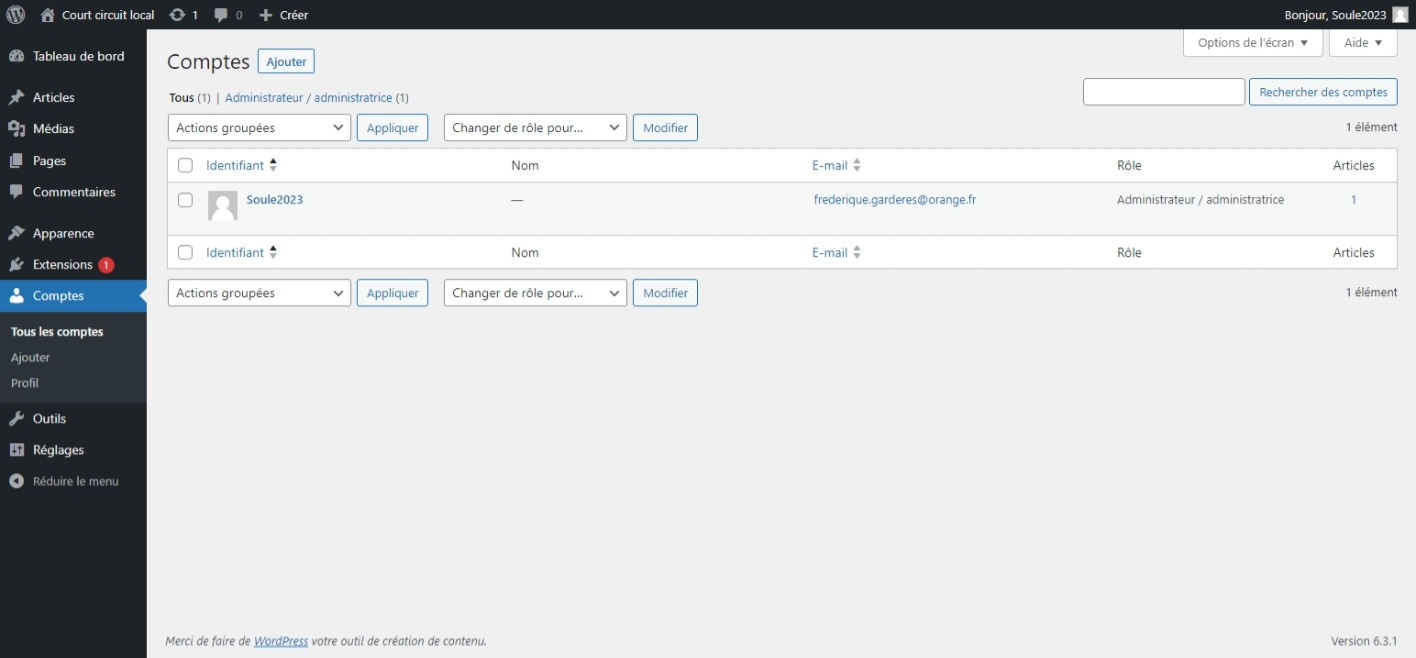 Court circuit local 1 0 Créer Bonjour, Soule2023
Tableau de bord
Articles
Médias
Pages
Commentaires
Apparence
Extensions 1
Comptes
Tous les comptes
Ajouter
Profil
Outils
Réglages
Réduire le menu
Options de l'écran Aide
Comptes Ajouter
Tous (1) | Administrateur / administratrice (1)
Rechercher des comptes
Actions groupées Appliquer Changer de rôle pour... Modifier 1 élément
Identifiant Nom E-mail Rôle Articles
Soule2023 — frederique.garderes@orange.fr Administrateur / administratrice 1
Identifiant Nom E-mail Rôle Articles
Actions groupées Appliquer Changer de rôle pour... Modifier 1 élément
Merci de faire de WordPress votre outil de création de contenu. Version 6.3.1